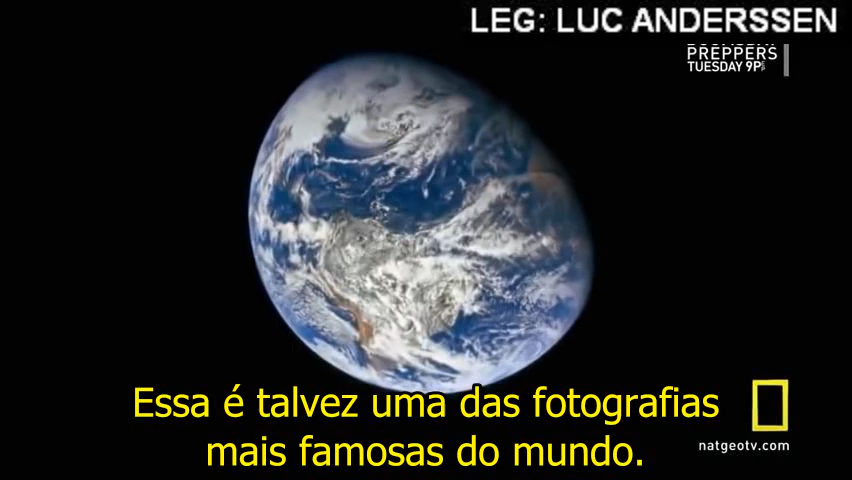 LEG: LUC ANDERSSEN
PREPPERS
TUESDAY 9P
Essa é talvez uma das fotografias
mais famosas do mundo.
natgeotv.com